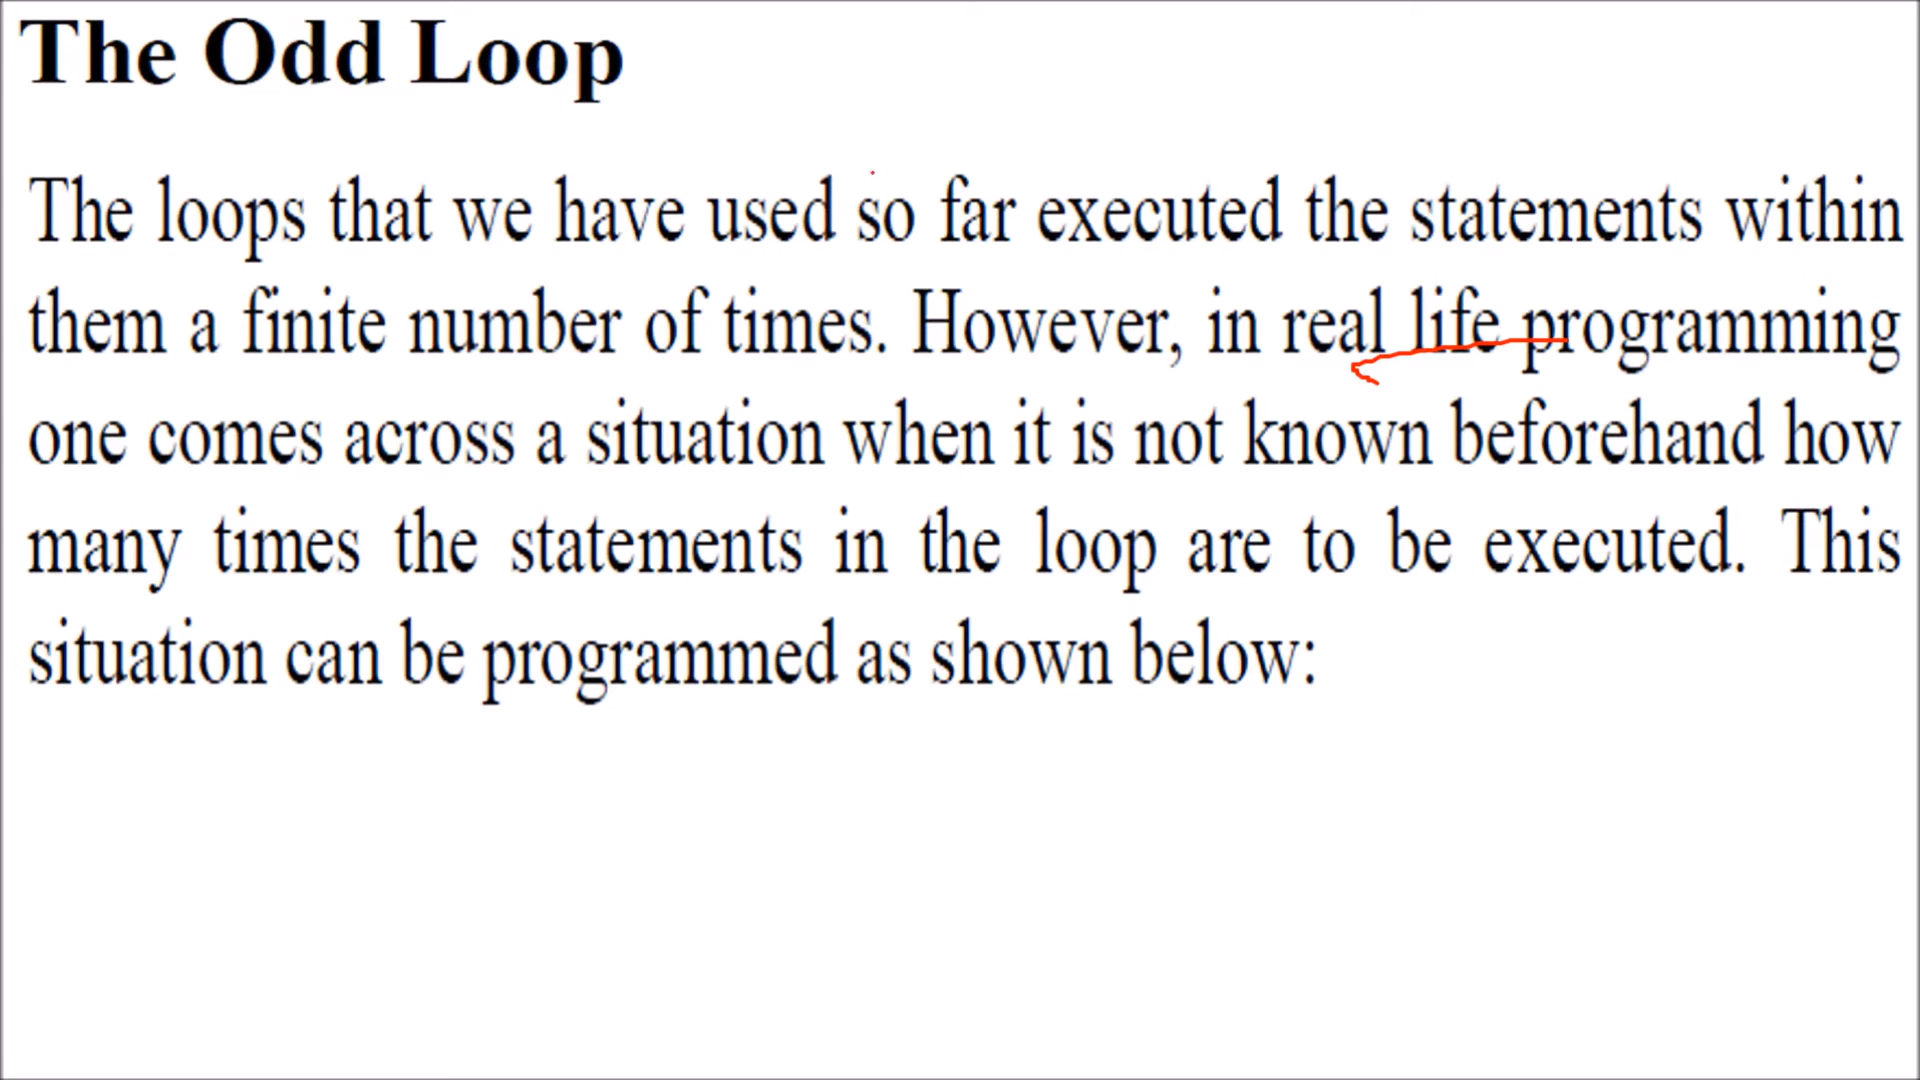 The Odd Loop
The loops that we have used so far executed the statements within
them a finite number of times. However, in real life programming
one comes across a situation when it is not known beforehand how
many times the statements in the loop are to be executed. This
situation can be programmed as shown below: